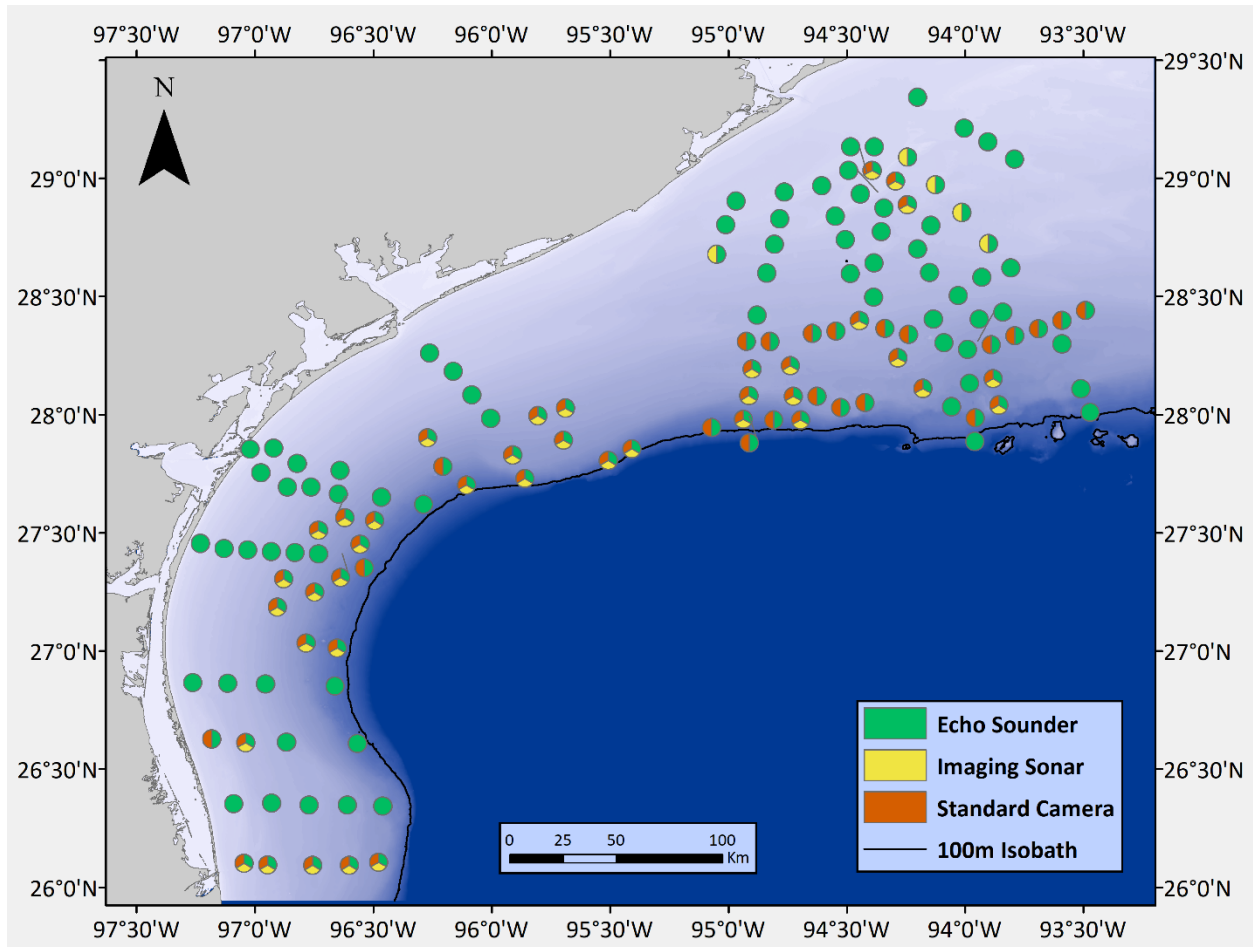 97°30'W 97°0'W 96°30'W 96°0'W 95°30'W 95°0'W 94°30'W 94°0'W 93°30'W
N
29°30'N
29°0'N 29°0'N
28°30'N 28°30'N
28°0'N 28°0'N
27°30'N 27°30'N
27°0'N 27°0'N
26°30'N 26°30'N
26°0'N 26°0'N
Echo Sounder
Imaging Sonar
Standard Camera
100m Isobath
0 25 50 100
Km
97°30'W 97°0'W 96°30'W 96°0'W 95°30'W 95°0'W 94°30'W 94°0'W 93°30'W